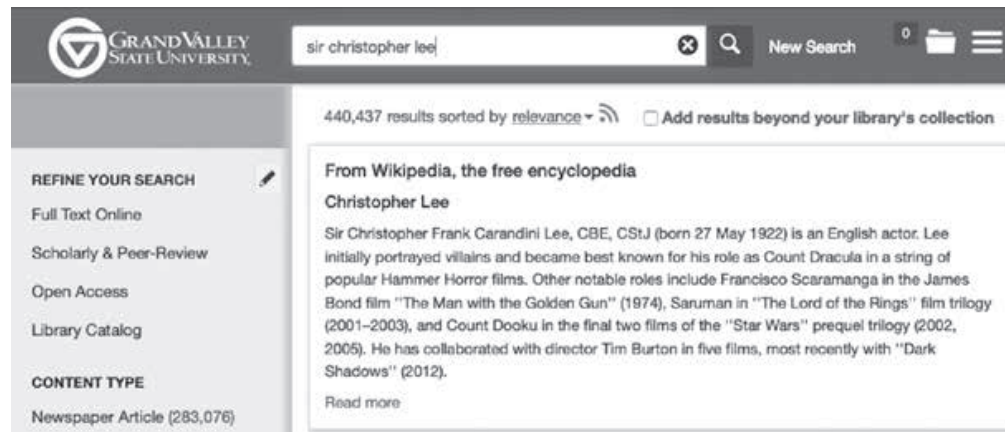 GRAND VALLEY
STATE UNIVERSITY
sir christopher lee
New Search
0
440,437 results sorted by relevance
Add results beyond your library's collection
REFINE YOUR SEARCH
Full Text Online
Scholarly & Peer-Review
Open Access
Library Catalog
CONTENT TYPE
Newspaper Article (283,076)
From Wikipedia, the free encyclopedia
Christopher Lee
Sir Christopher Frank Carandini Lee, CBE, CStJ (born 27 May 1922) is an English actor. Lee
initially portrayed villains and became best known for his role as Count Dracula in a string of
popular Hammer Horror films. Other notable roles include Francisco Scaramanga in the James
Bond film "The Man with the Golden Gun" (1974), Saruman in "The Lord of the Rings" film trilogy
(2001–2003), and Count Dooku in the final two films of the "Star Wars" prequel trilogy (2002,
2005). He has collaborated with director Tim Burton in five films, most recently with "Dark
Shadows" (2012).
Read more